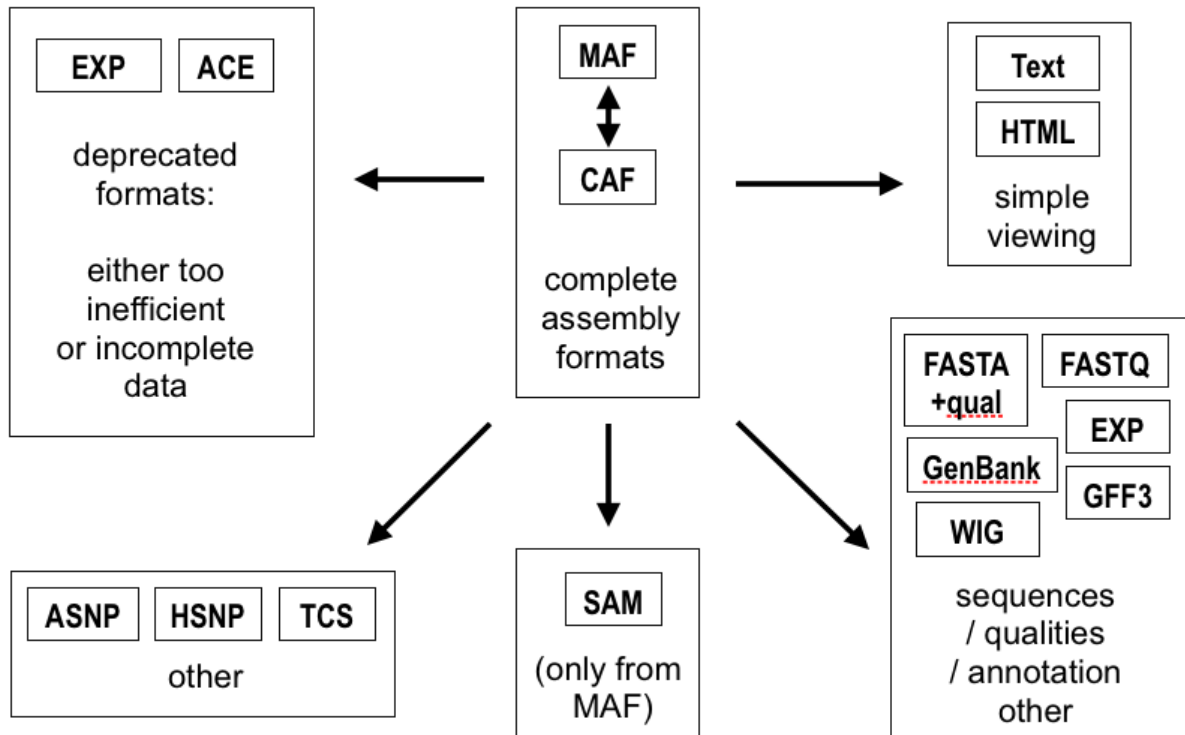 EXP ACE
deprecated
formats:
either too
inefficient
or incomplete
data
MAF
CAF
complete
assembly
formats
Text
HTML
simple
viewing
FASTA
+qual
FASTQ
EXP
GenBank
GFF3
WIG
sequences
/ qualities
/ annotation
other
ASNP HSNP TCS
other
SAM
(only from
MAF)